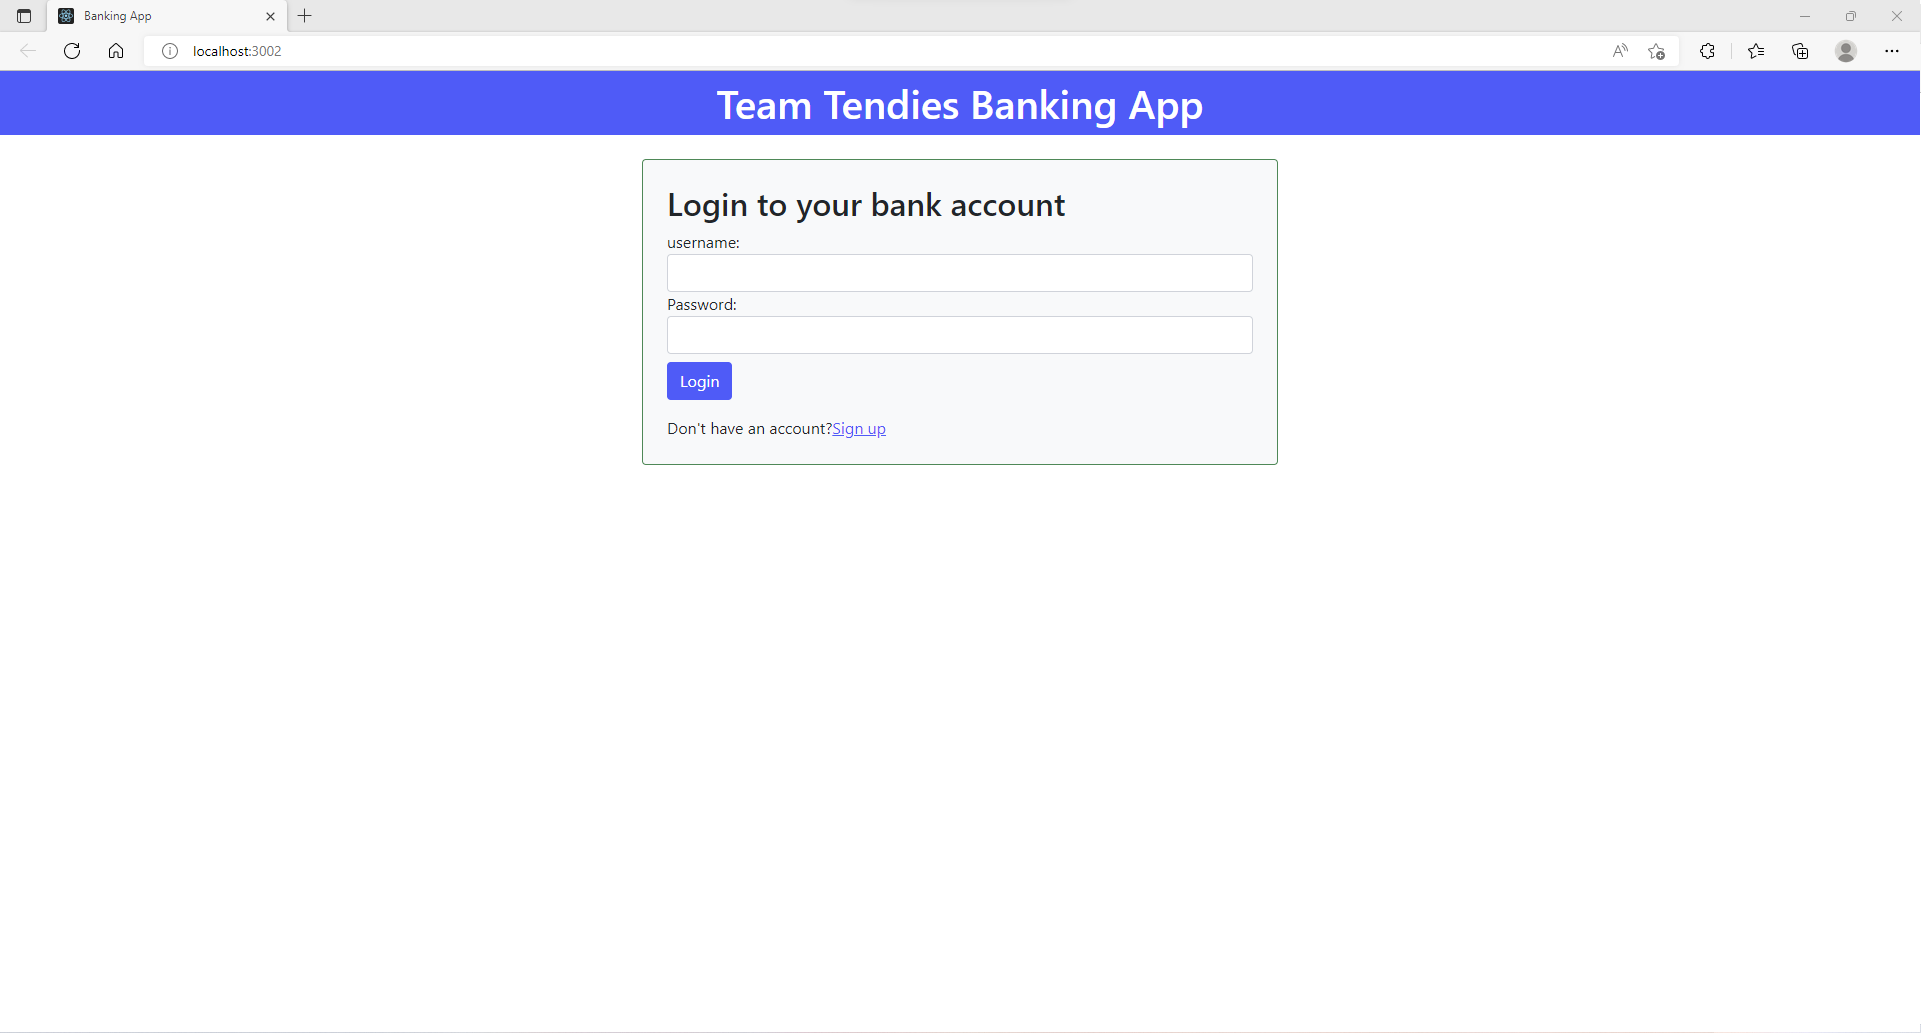 Banking App
localhost:3002
Team Tendies Banking App
Login to your bank account
username:
Password:
Login
Don't have an account?Sign up